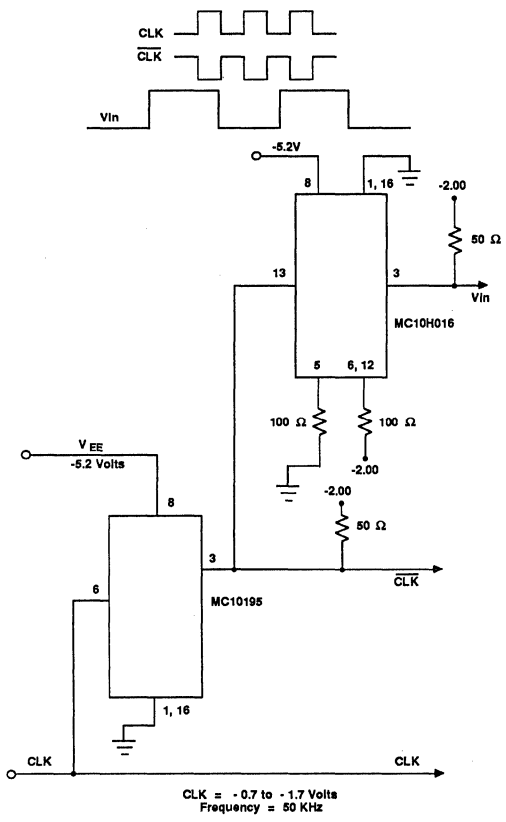 CLK
CLK
Vin
-5.2V
8
1, 16
-2.00
50 Ω
13
3
Vin
MC10H016
5
6, 12
100 Ω
100 Ω
-2.00
VEE
-5.2 Volts
-2.00
8
50 Ω
3
CLK
6
MC10195
1, 16
CLK
CLK
CLK = - 0.7 to - 1.7 Volts
Frequency = 50 KHz